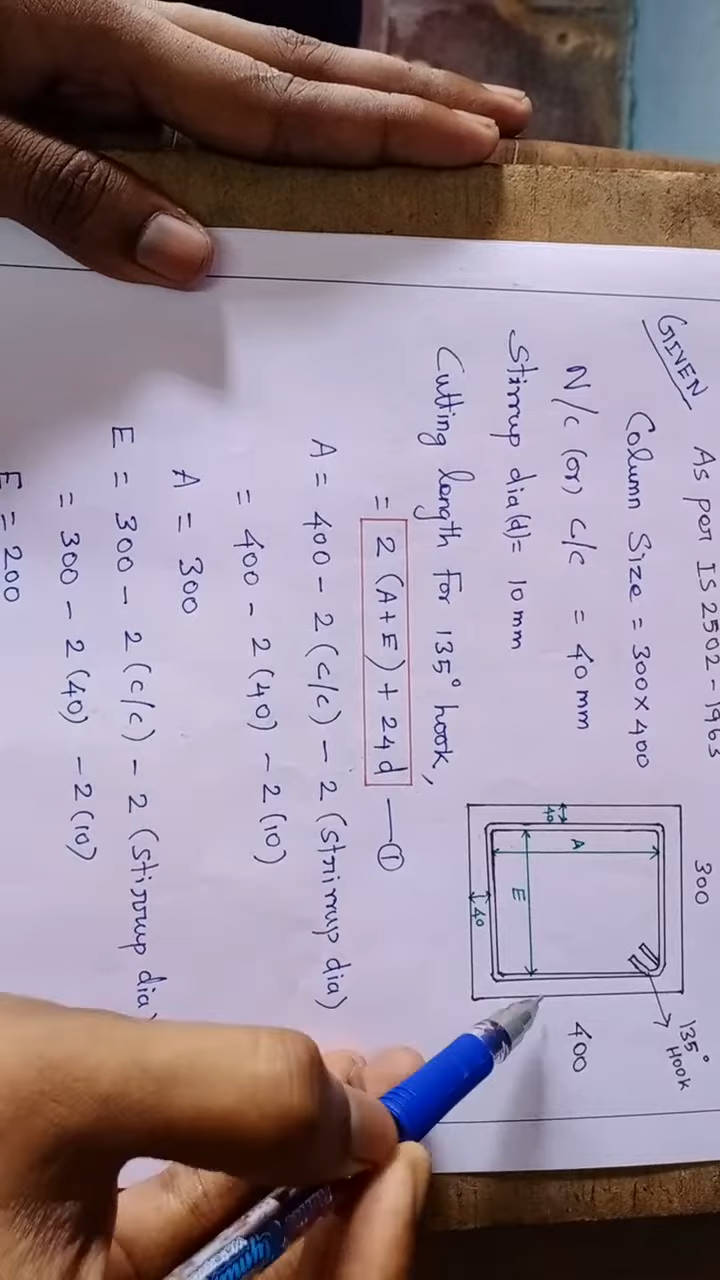 As per IS 2502-1963
GIVEN
Column Size = 300 × 400
N/c (or) c/c = 40 mm
Stirrup dia(d) = 10 mm
Cutting length for 135° hook,
= 2 (A+E) + 24d — ①
A = 400 - 2 (c/c) - 2 (strirrup dia)
= 400 - 2 (40) - 2 (10)
A = 300
E = 300 - 2 (c/c) - 2 (stirrup dia)
= 300 - 2 (40) - 2 (10)
E = 200
300
40
A
E
40
400
135°
Hook